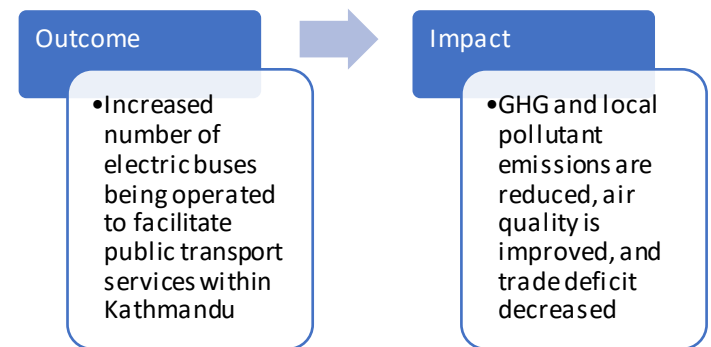 Outcome
•Increased
number of
electric buses
being operated
to facilitate
public transport
services within
Kathmandu
Impact
•GHG and local
pollutant
emissions are
reduced, air
quality is
improved, and
trade deficit
decreased